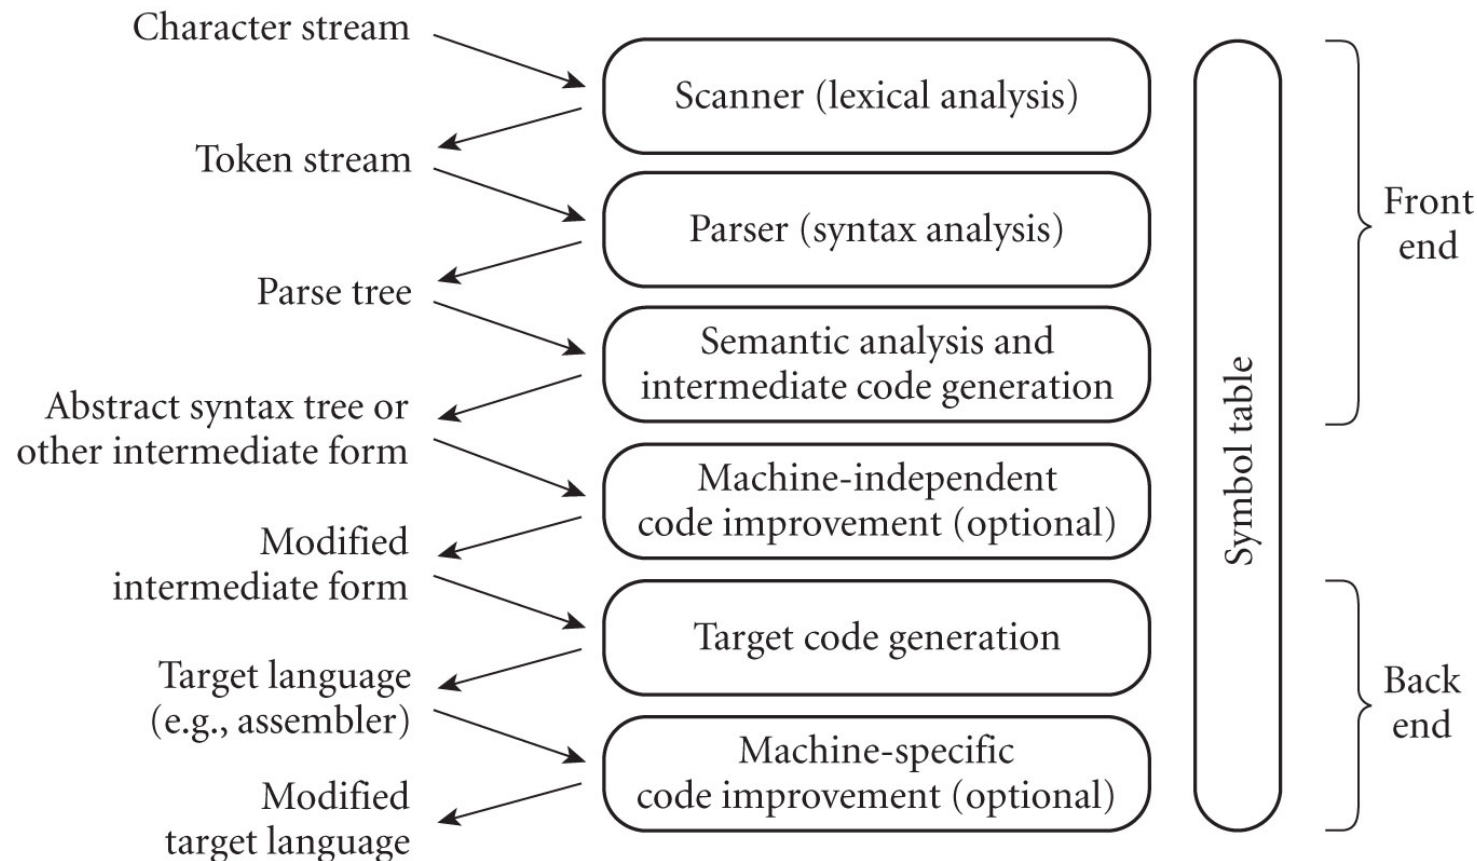 Character stream
Scanner (lexical analysis)
Token stream
Parser (syntax analysis)
Parse tree
Semantic analysis and
intermediate code generation
Abstract syntax tree or
other intermediate form
Machine-independent
code improvement (optional)
Modified
intermediate form
Target code generation
Target language
(e.g., assembler)
Machine-specific
code improvement (optional)
Modified
target language
Symbol table
Front
end
Back
end